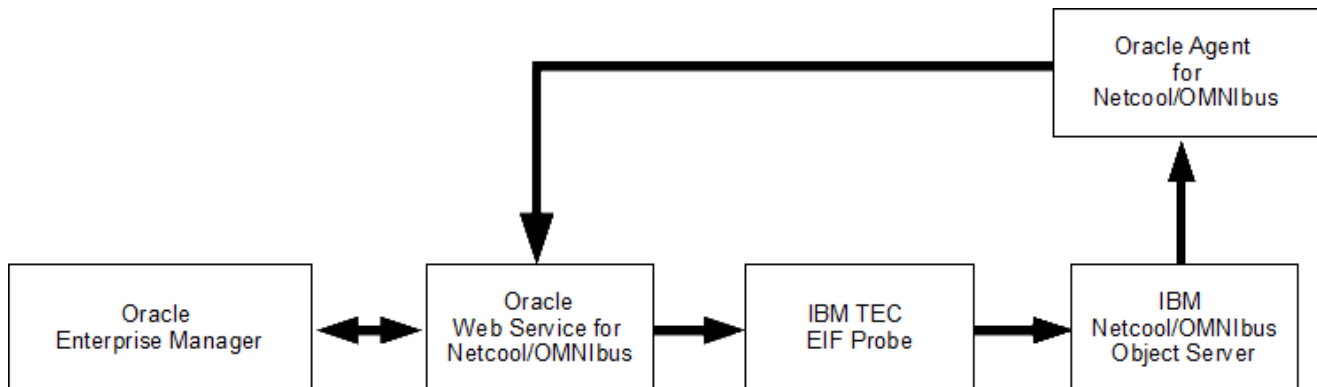 Oracle Agent
for
Netcool/OMNIbus
Oracle
Enterprise Manager
Oracle
Web Service for
Netcool/OMNIbus
IBM TEC
EIF Probe
IBM
Netcool/OMNIbus
Object Server